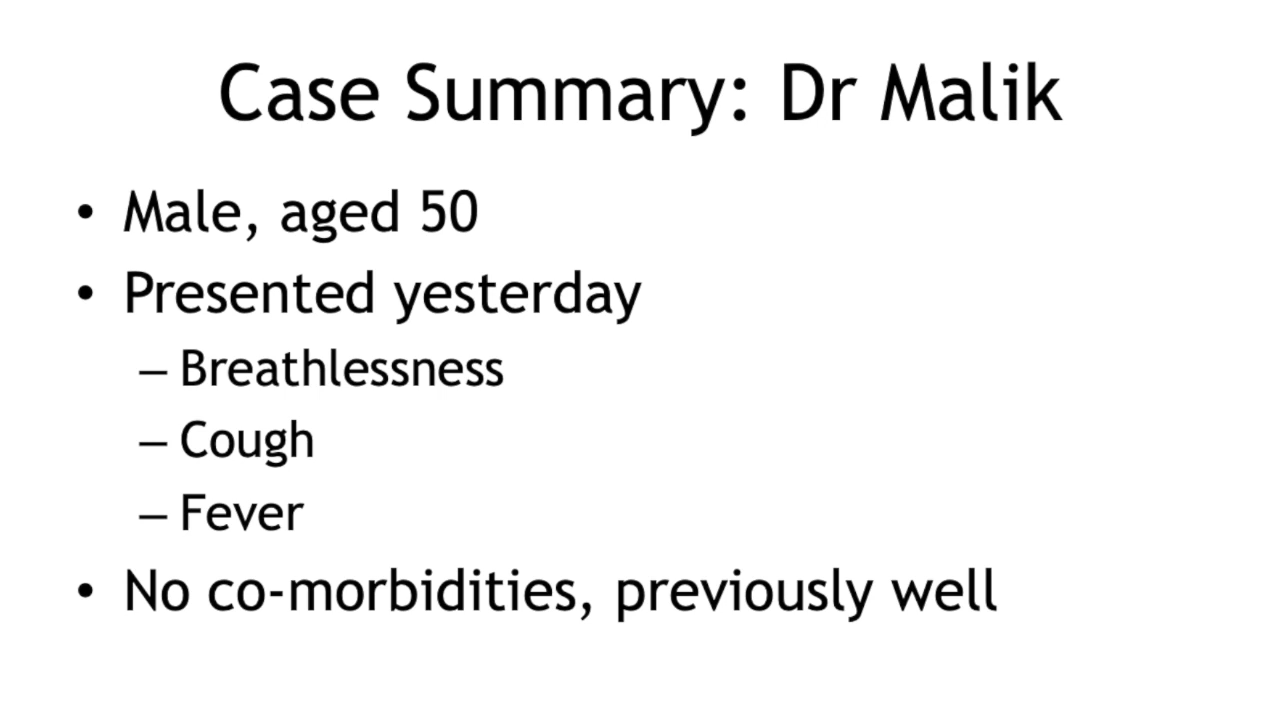 Case Summary: Dr Malik
• Male, aged 50
• Presented yesterday
– Breathlessness
– Cough
– Fever
• No co-morbidities, previously well